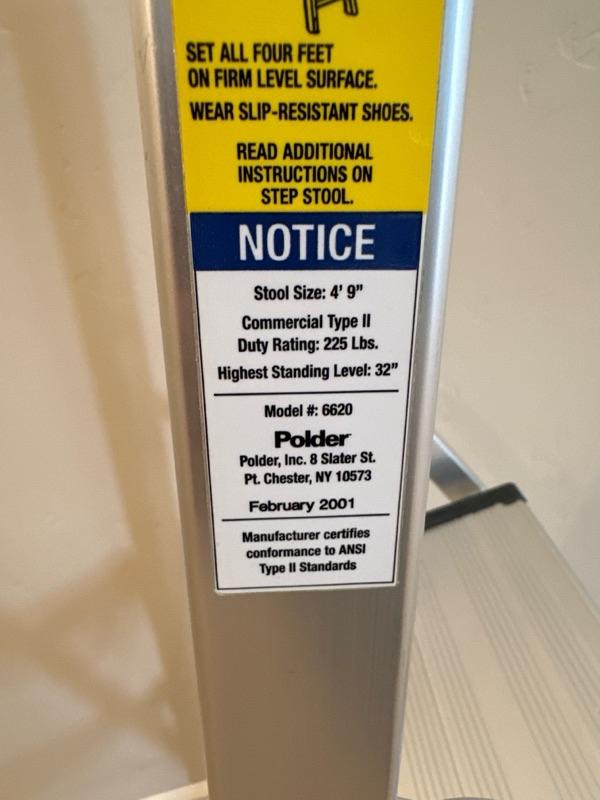 SET ALL FOUR FEET
ON FIRM LEVEL SURFACE.
WEAR SLIP-RESISTANT SHOES.
READ ADDITIONAL
INSTRUCTIONS ON
STEP STOOL.
NOTICE
Stool Size: 4' 9"
Commercial Type II
Duty Rating: 225 Lbs.
Highest Standing Level: 32"
Model #: 6620
Polder
Polder, Inc. 8 Slater St.
Pt. Chester, NY 10573
February 2001
Manufacturer certifies
conformance to ANSI
Type II Standards